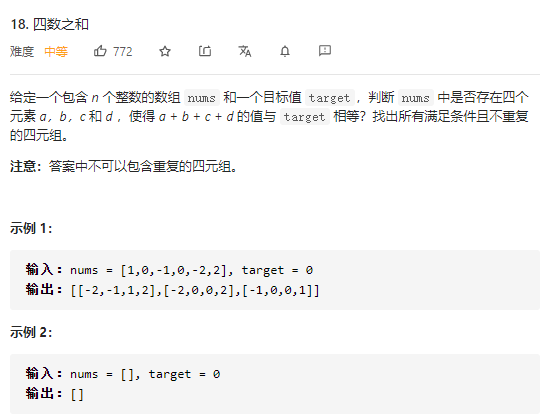 18. 四数之和
难度 中等 772
给定一个包含 n 个整数的数组 nums 和一个目标值 target，判断 nums 中是否存在四个
元素 a，b，c 和 d ，使得 a + b + c + d 的值与 target 相等？找出所有满足条件且不重复
的四元组。
注意：答案中不可以包含重复的四元组。
示例 1：
输入：nums = [1,0,-1,0,-2,2], target = 0
输出：[[-2,-1,1,2],[-2,0,0,2],[-1,0,0,1]]
示例 2：
输入：nums = [], target = 0
输出：[]